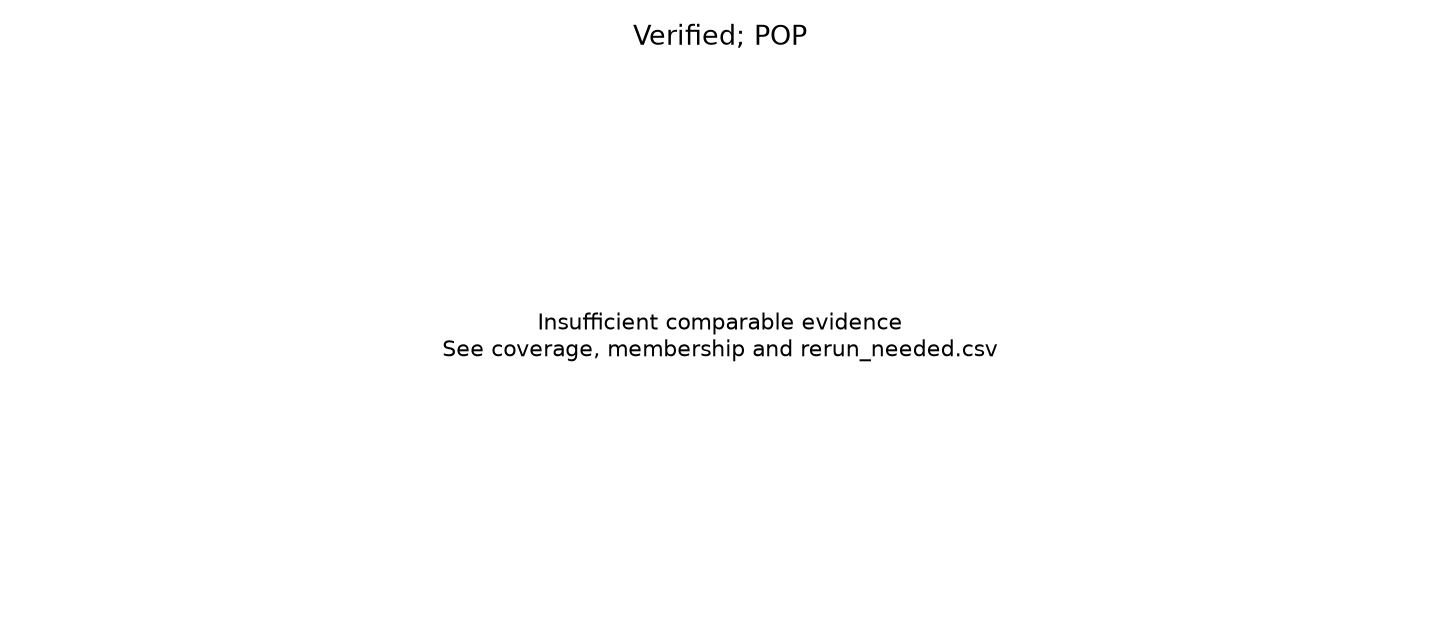 Verified; POP
Insufficient comparable evidence
See coverage, membership and rerun_needed.csv